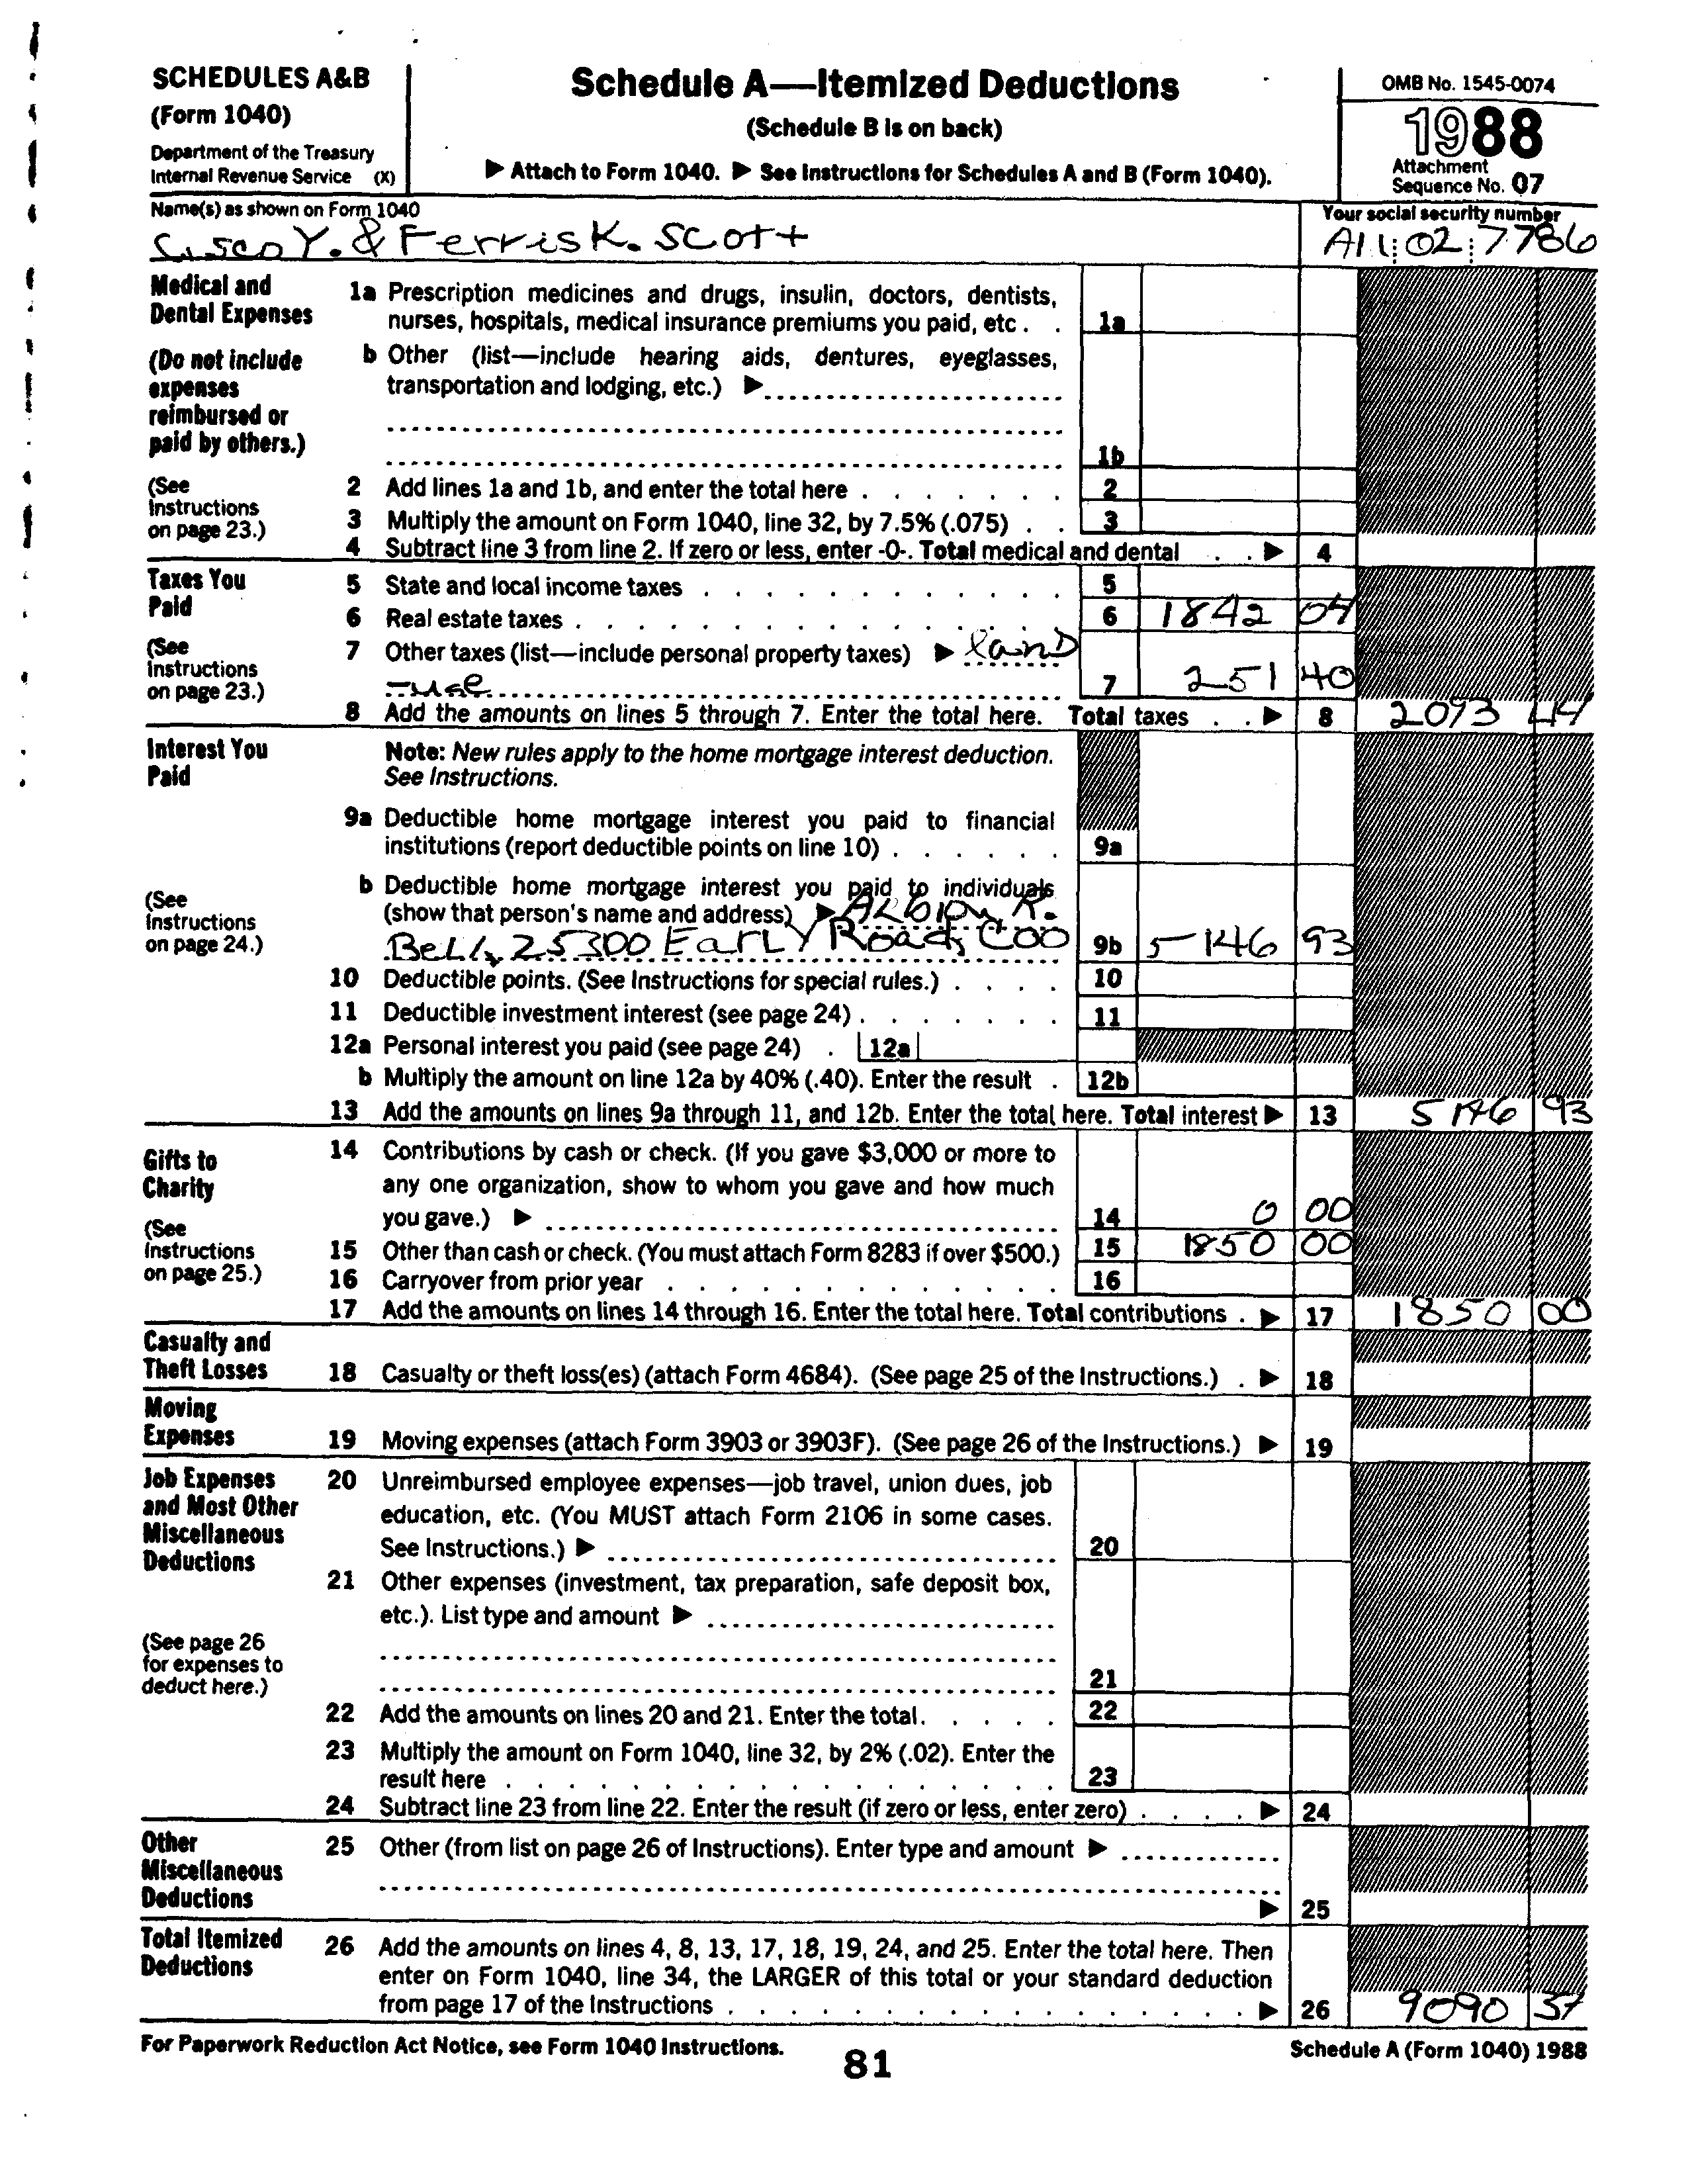 SCHEDULES A&B
(Form 1040)
Department of the Treasury
Internal Revenue Service (X)
Schedule A—Itemized Deductions
(Schedule B is on back)
▶ Attach to Form 1040. ▶ See Instructions for Schedules A and B (Form 1040).
OMB No. 1545-0074
1988
Attachment
Sequence No. 07
Name(s) as shown on Form 1040
Cisco Y. & Ferris K. Scott
Your social security number
A11:02:7786
Medical and
Dental Expenses
(Do not include
expenses
reimbursed or
paid by others.)
(See
Instructions
on page 23.)
1a Prescription medicines and drugs, insulin, doctors, dentists,
nurses, hospitals, medical insurance premiums you paid, etc . . 1a
b Other (list—include hearing aids, dentures, eyeglasses,
transportation and lodging, etc.) ▶
1b
2 Add lines 1a and 1b, and enter the total here . . . . . . . 2
3 Multiply the amount on Form 1040, line 32, by 7.5% (.075) . . 3
4 Subtract line 3 from line 2. If zero or less, enter -0-. Total medical and dental . . ▶ 4
Taxes You
Paid
(See
Instructions
on page 23.)
5 State and local income taxes . . . . . . . . . . . . 5
6 Real estate taxes . . . . . . . . . . . . . . . 6 1842 04
7 Other taxes (list—include personal property taxes) ▶ land
-use 7 251 40
8 Add the amounts on lines 5 through 7. Enter the total here. Total taxes . . ▶ 8 2093 44
Interest You
Paid
(See
Instructions
on page 24.)
Note: New rules apply to the home mortgage interest deduction.
See Instructions.
9a Deductible home mortgage interest you paid to financial
institutions (report deductible points on line 10) . . . . . . 9a
b Deductible home mortgage interest you paid to individuals
(show that person's name and address) ▶ Albion R.
Bell, 25300 Early Road, Coo 9b 5146 93
10 Deductible points. (See Instructions for special rules.) . . . . 10
11 Deductible investment interest (see page 24) . . . . . . . 11
12a Personal interest you paid (see page 24) . 12a
b Multiply the amount on line 12a by 40% (.40). Enter the result . 12b
13 Add the amounts on lines 9a through 11, and 12b. Enter the total here. Total interest ▶ 13 5146 93
Gifts to
Charity
(See
Instructions
on page 25.)
14 Contributions by cash or check. (If you gave $3,000 or more to
any one organization, show to whom you gave and how much
you gave.) ▶ 14 0 00
15 Other than cash or check. (You must attach Form 8283 if over $500.) 15 1850 00
16 Carryover from prior year . . . . . . . . . . . . . 16
17 Add the amounts on lines 14 through 16. Enter the total here. Total contributions . ▶ 17 1850 00
Casualty and
Theft Losses
18 Casualty or theft loss(es) (attach Form 4684). (See page 25 of the Instructions.) . ▶ 18
Moving
Expenses
19 Moving expenses (attach Form 3903 or 3903F). (See page 26 of the Instructions.) ▶ 19
Job Expenses
and Most Other
Miscellaneous
Deductions
(See page 26
for expenses to
deduct here.)
20 Unreimbursed employee expenses—job travel, union dues, job
education, etc. (You MUST attach Form 2106 in some cases.
See Instructions.) ▶ 20
21 Other expenses (investment, tax preparation, safe deposit box,
etc.). List type and amount ▶
21
22 Add the amounts on lines 20 and 21. Enter the total. . . . . . 22
23 Multiply the amount on Form 1040, line 32, by 2% (.02). Enter the
result here . . . . . . . . . . . . . . . . . 23
24 Subtract line 23 from line 22. Enter the result (if zero or less, enter zero) . . . . ▶ 24
Other
Miscellaneous
Deductions
25 Other (from list on page 26 of Instructions). Enter type and amount ▶
▶ 25
Total Itemized
Deductions
26 Add the amounts on lines 4, 8, 13, 17, 18, 19, 24, and 25. Enter the total here. Then
enter on Form 1040, line 34, the LARGER of this total or your standard deduction
from page 17 of the Instructions . . . . . . . . . . . . . . . . . ▶ 26 9090 37
For Paperwork Reduction Act Notice, see Form 1040 Instructions.
81
Schedule A (Form 1040) 1988